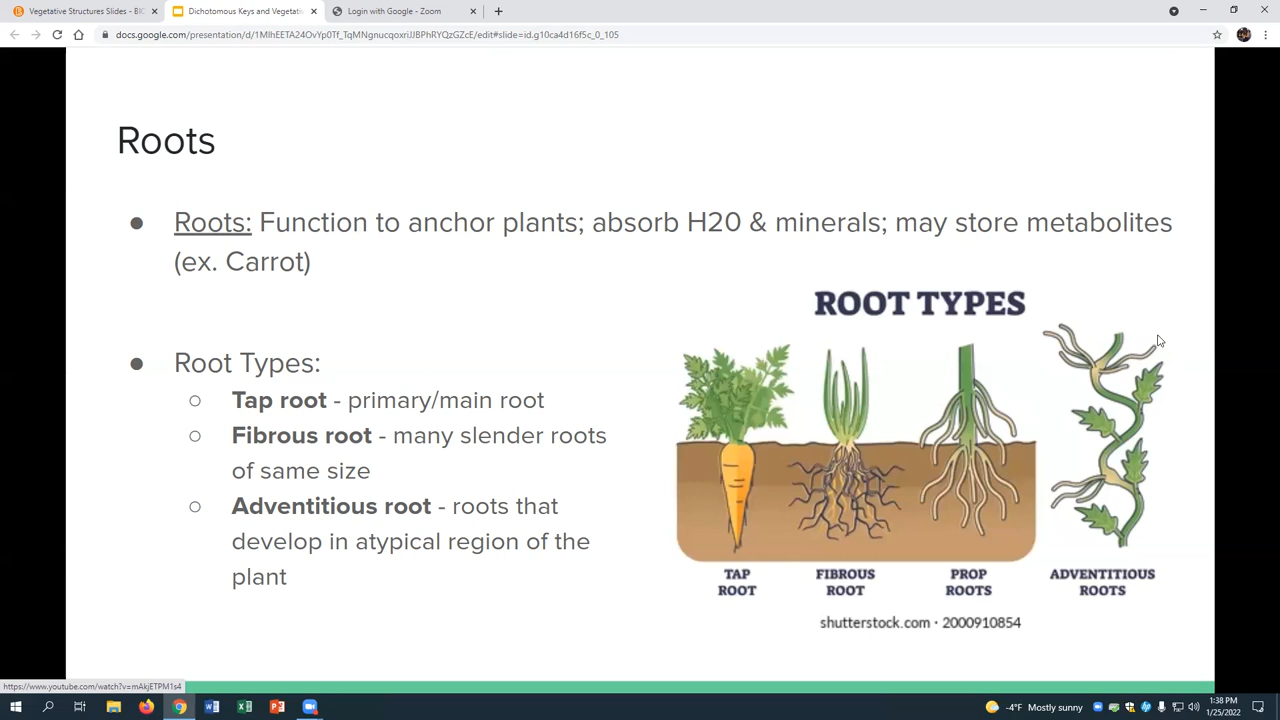 Vegetative Structures Slides - BIO
Dichotomous Keys and Vegetativ
Login with Google - Zoom
docs.google.com/presentation/d/1MlhEETA24OvYp0Tf_TqMNgnucqoxriJJBPhRYQzGZcE/edit#slide=id.g10ca4d16f5c_0_105
Roots
● Roots: Function to anchor plants; absorb H20 & minerals; may store metabolites
(ex. Carrot)
● Root Types:
○ Tap root - primary/main root
○ Fibrous root - many slender roots
of same size
○ Adventitious root - roots that
develop in atypical region of the
plant
ROOT TYPES
TAP
ROOT
FIBROUS
ROOT
PROP
ROOTS
ADVENTITIOUS
ROOTS
shutterstock.com · 2000910854
https://www.youtube.com/watch?v=mAkjETPM1s4
-4°F Mostly sunny
1:38 PM
1/25/2022